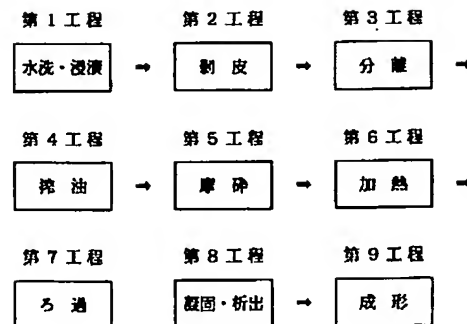 第1工程 第2工程 第3工程
水洗・浸漬 → 剥皮 → 分離 →
第4工程 第5工程 第6工程
搾油 → 摩砕 → 加熱 →
第7工程 第8工程 第9工程
ろ過 凝固・析出 → 成形